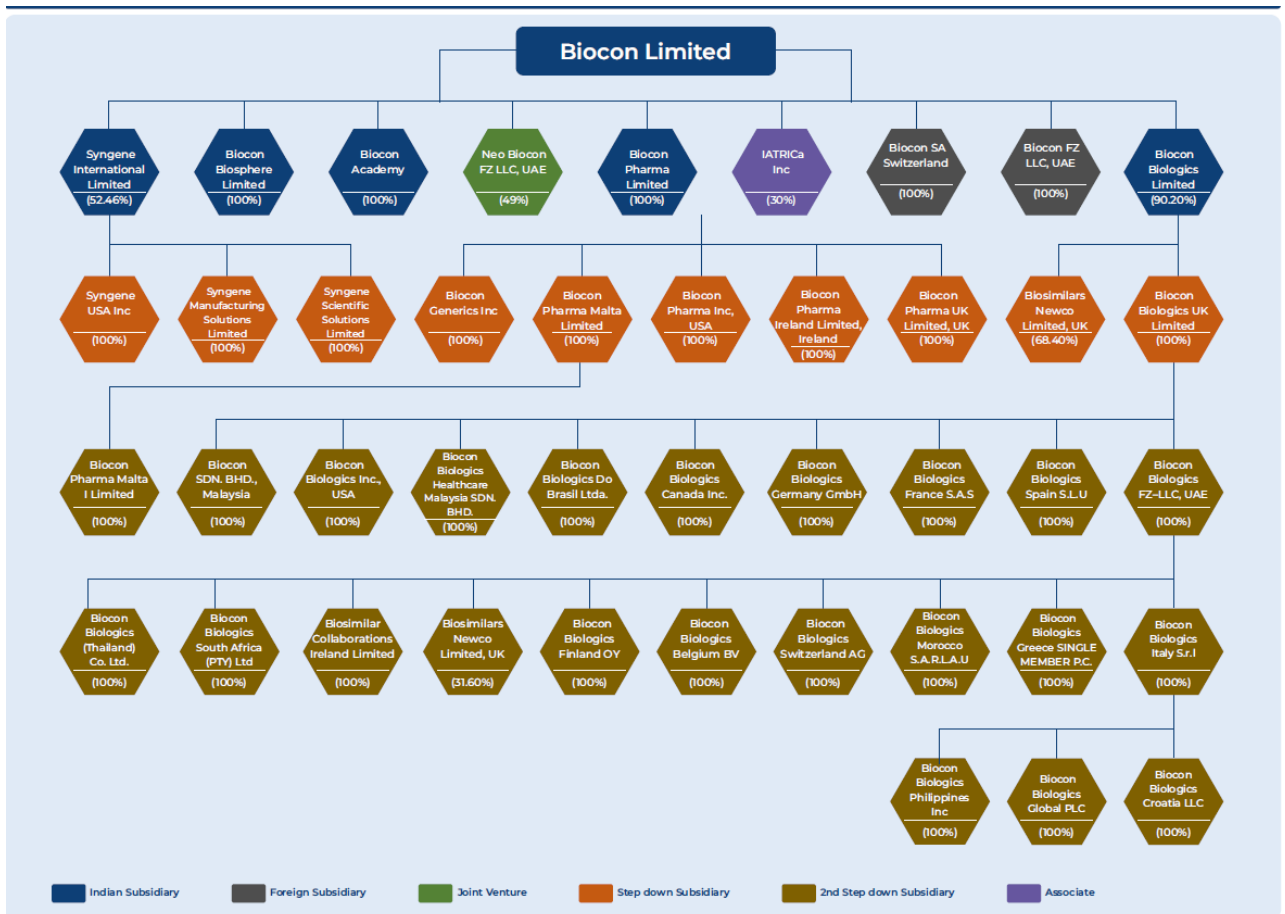 Biocon Limited
Syngene
International
Limited
(52.46%)
Biocon
Biosphere
Limited
(100%)
Biocon
Academy
(100%)
Neo Biocon
FZ LLC, UAE
(49%)
Biocon
Pharma
Limited
(100%)
IATRICa
Inc
(30%)
Biocon SA
Switzerland
(100%)
Biocon FZ
LLC, UAE
(100%)
Biocon
Biologics
Limited
(90.20%)
Syngene
USA Inc
(100%)
Syngene
Manufacturing
Solutions
Limited
(100%)
Syngene
Scientific
Solutions
Limited
(100%)
Biocon
Generics Inc
(100%)
Biocon
Pharma Malta
Limited
(100%)
Biocon
Pharma Inc,
USA
(100%)
Biocon
Pharma
Ireland Limited,
Ireland
(100%)
Biocon
Pharma UK
Limited, UK
(100%)
Biosimilars
Newco
Limited, UK
(68.40%)
Biocon
Biologics UK
Limited
(100%)
Biocon
Pharma Malta
I Limited
(100%)
Biocon
SDN. BHD.,
Malaysia
(100%)
Biocon
Biologics Inc.,
USA
(100%)
Biocon
Biologics
Healthcare
Malaysia SDN.
BHD.
(100%)
Biocon
Biologics Do
Brasil Ltda.
(100%)
Biocon
Biologics
Canada Inc.
(100%)
Biocon
Biologics
Germany GmbH
(100%)
Biocon
Biologics
France S.A.S
(100%)
Biocon
Biologics
Spain S.L.U
(100%)
Biocon
Biologics
FZ–LLC, UAE
(100%)
Biocon
Biologics
(Thailand)
Co. Ltd.
(100%)
Biocon
Biologics
South Africa
(PTY) Ltd
(100%)
Biosimilar
Collaborations
Ireland Limited
(100%)
Biosimilars
Newco
Limited, UK
(31.60%)
Biocon
Biologics
Finland OY
(100%)
Biocon
Biologics
Belgium BV
(100%)
Biocon
Biologics
Switzerland AG
(100%)
Biocon
Biologics
Morocco
S.A.R.L.A.U
(100%)
Biocon
Biologics
Greece SINGLE
MEMBER P.C.
(100%)
Biocon
Biologics
Italy S.r.l
(100%)
Biocon
Biologics
Philippines
Inc
(100%)
Biocon
Biologics
Global PLC
(100%)
Biocon
Biologics
Croatia LLC
(100%)
Indian Subsidiary
Foreign Subsidiary
Joint Venture
Step down Subsidiary
2nd Step down Subsidiary
Associate